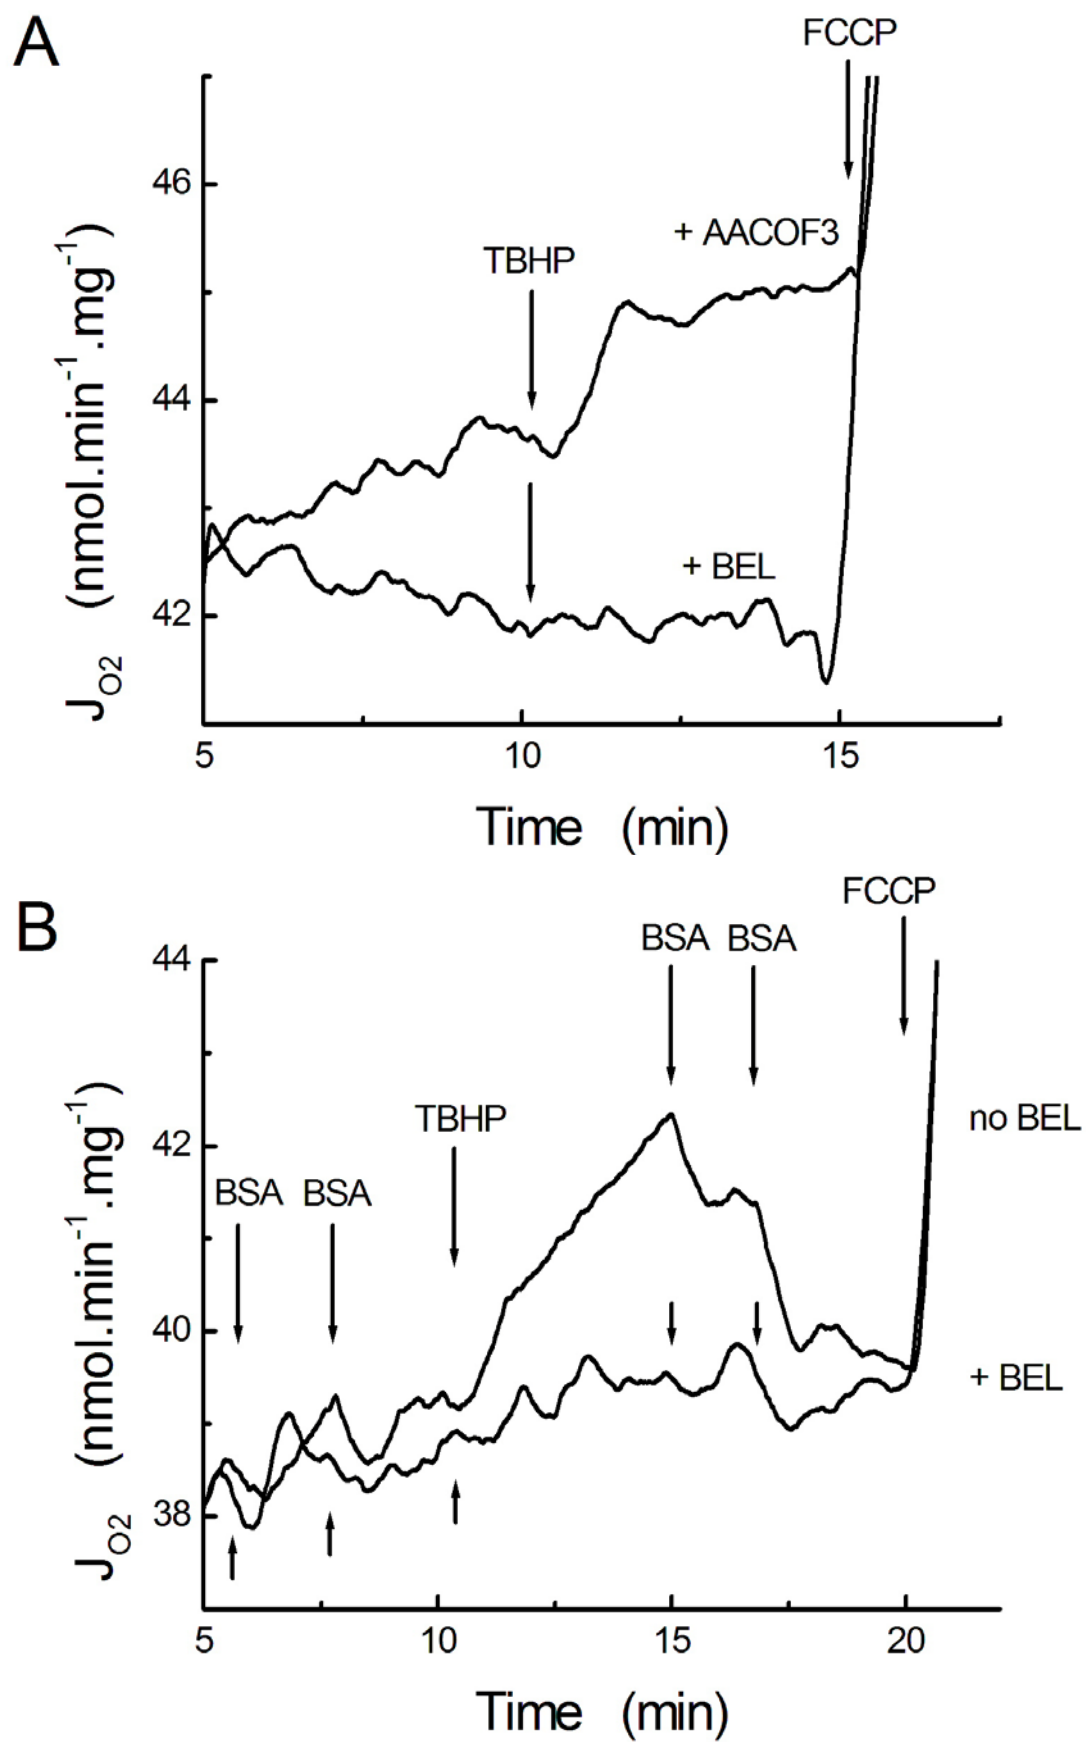 A
FCCP
46
+ AACOF3
TBHP
44
+ BEL
42
J_O2 (nmol.min⁻¹.mg⁻¹)
5 10 15
Time (min)
B
FCCP
BSA BSA
44
TBHP
no BEL
42
BSA BSA
40
+ BEL
38
J_O2 (nmol.min⁻¹.mg⁻¹)
5 10 15 20
Time (min)